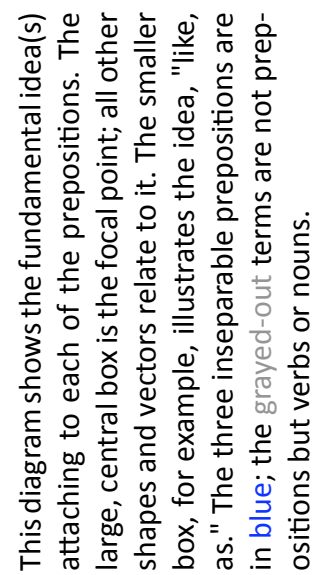 This diagram shows the fundamental idea(s)
attaching to each of the prepositions. The
large, central box is the focal point; all other
shapes and vectors relate to it. The smaller
box, for example, illustrates the idea, "like,
as." The three inseparable prepositions are
in blue; the grayed-out terms are not prep-
ositions but verbs or nouns.